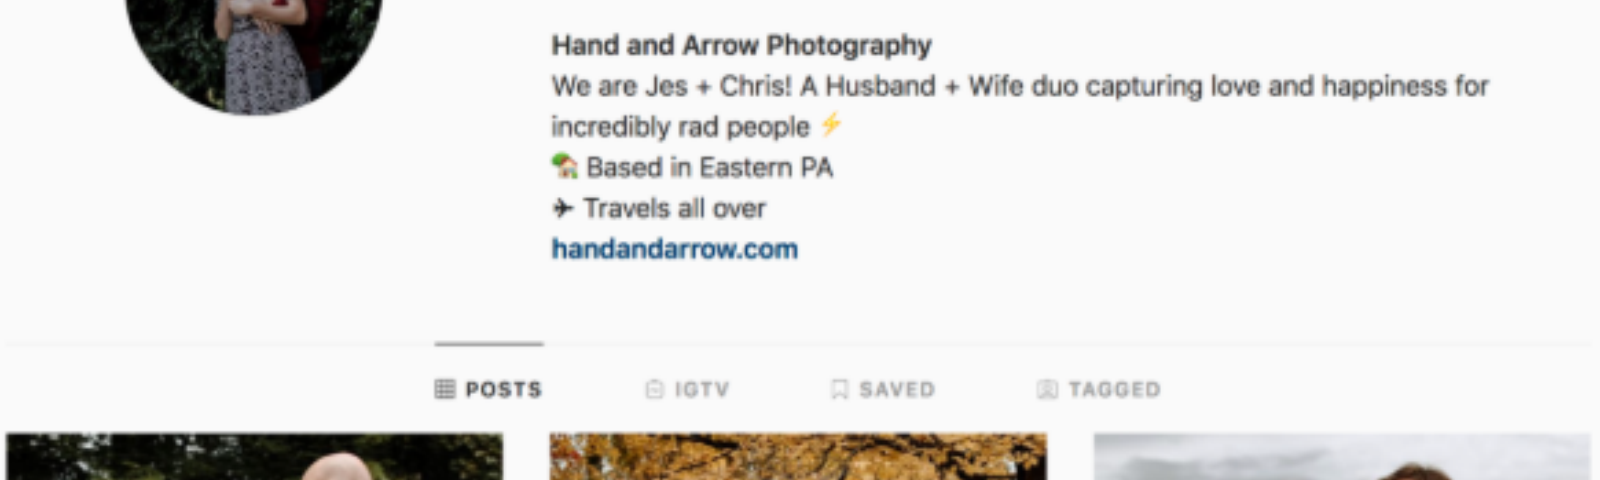 Hand and Arrow Photography
We are Jes + Chris! A Husband + Wife duo capturing love and happiness for
incredibly rad people ⚡
🏡 Based in Eastern PA
✈ Travels all over
handandarrow.com
POSTS IGTV SAVED TAGGED